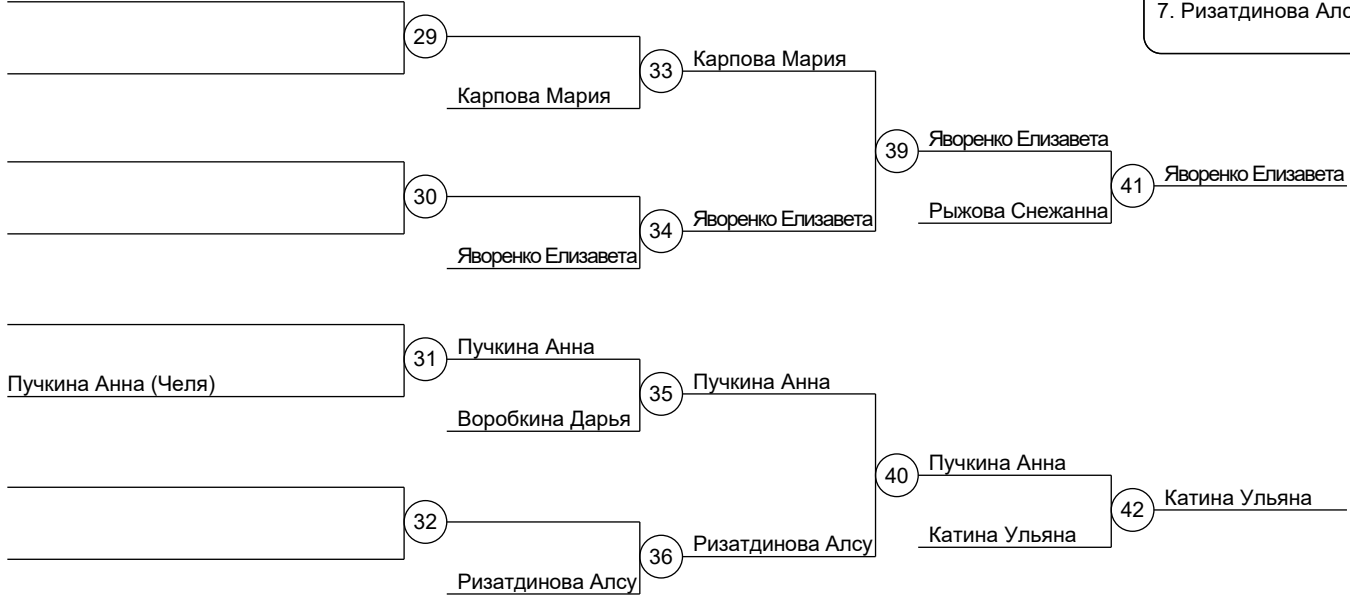 7. Ризатдинова Алс
29
33
Карпова Мария
Карпова Мария
39
Яворенко Елизавета
41
Яворенко Елизавета
30
34
Яворенко Елизавета
Рыжова Снежанна
Яворенко Елизавета
31
Пучкина Анна
Пучкина Анна (Челя)
35
Пучкина Анна
Воробкина Дарья
40
Пучкина Анна
42
Катина Ульяна
32
36
Ризатдинова Алсу
Катина Ульяна
Ризатдинова Алсу